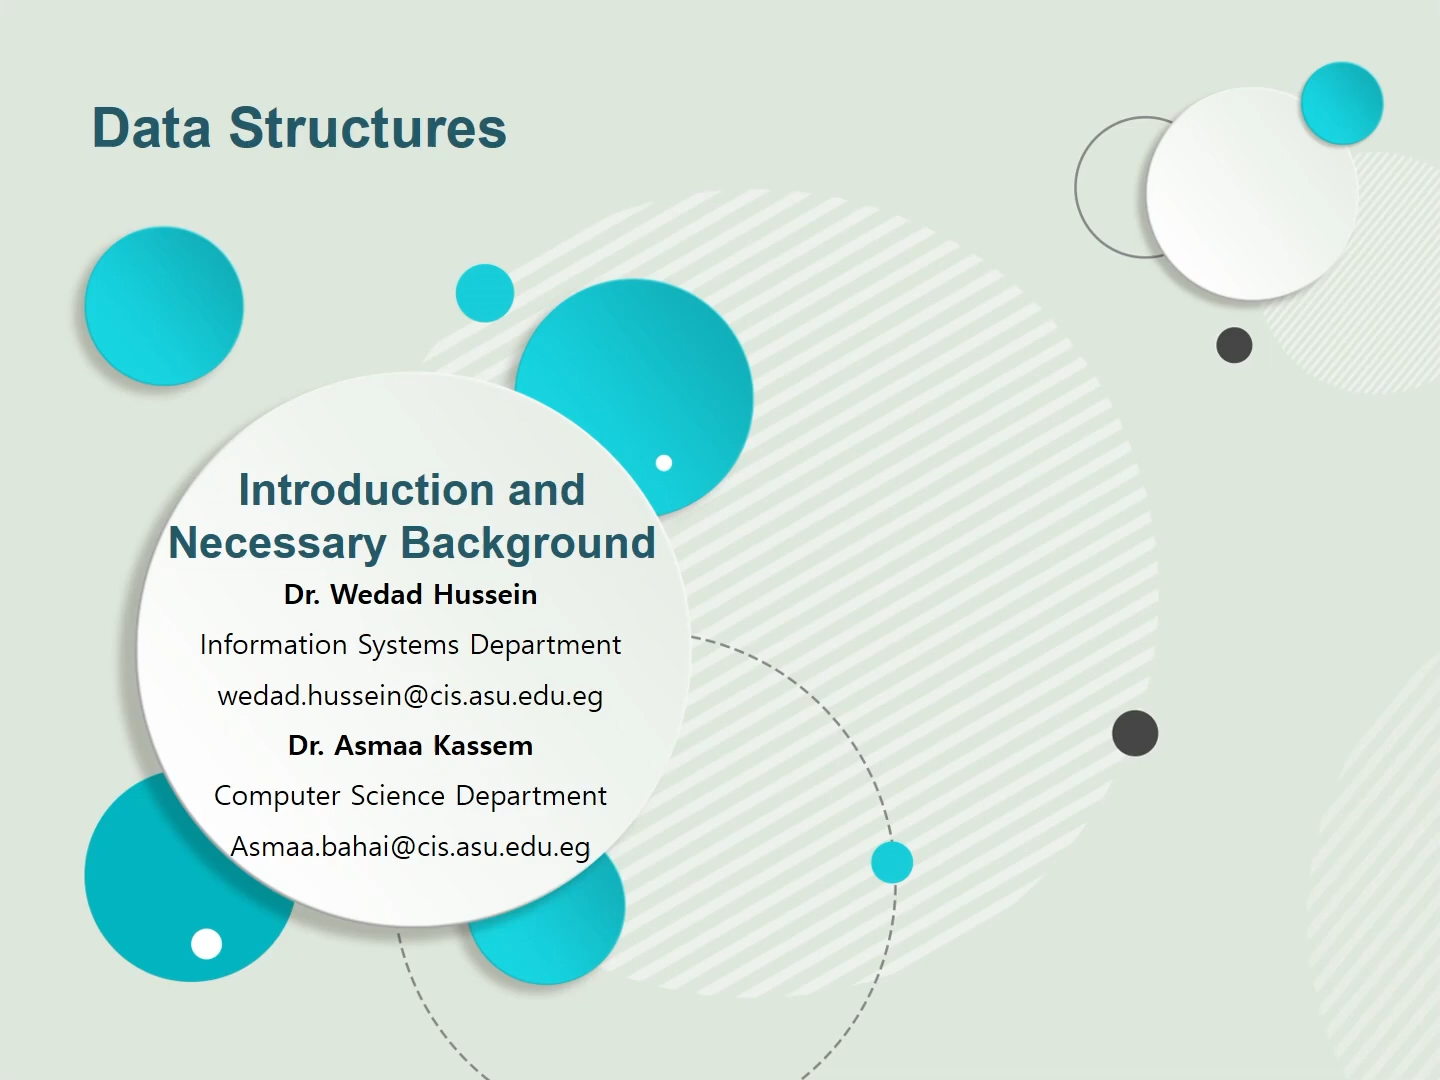 Data Structures
Introduction and
Necessary Background
Dr. Wedad Hussein
Information Systems Department
wedad.hussein@cis.asu.edu.eg
Dr. Asmaa Kassem
Computer Science Department
Asmaa.bahai@cis.asu.edu.eg